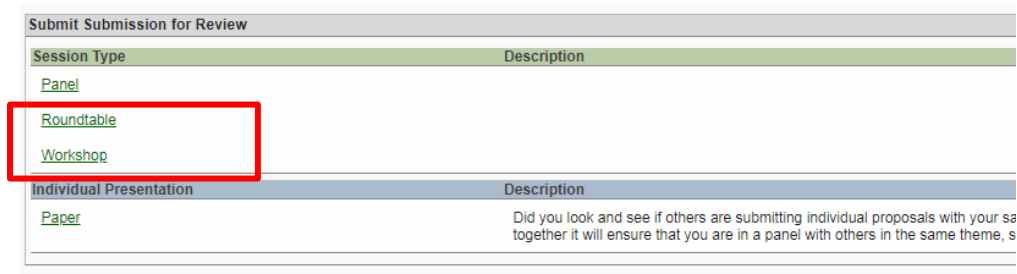 Submit Submission for Review
Session Type Description
Panel
Roundtable
Workshop
Individual Presentation Description
Paper Did you look and see if others are submitting individual proposals with your sa
together it will ensure that you are in a panel with others in the same theme, s